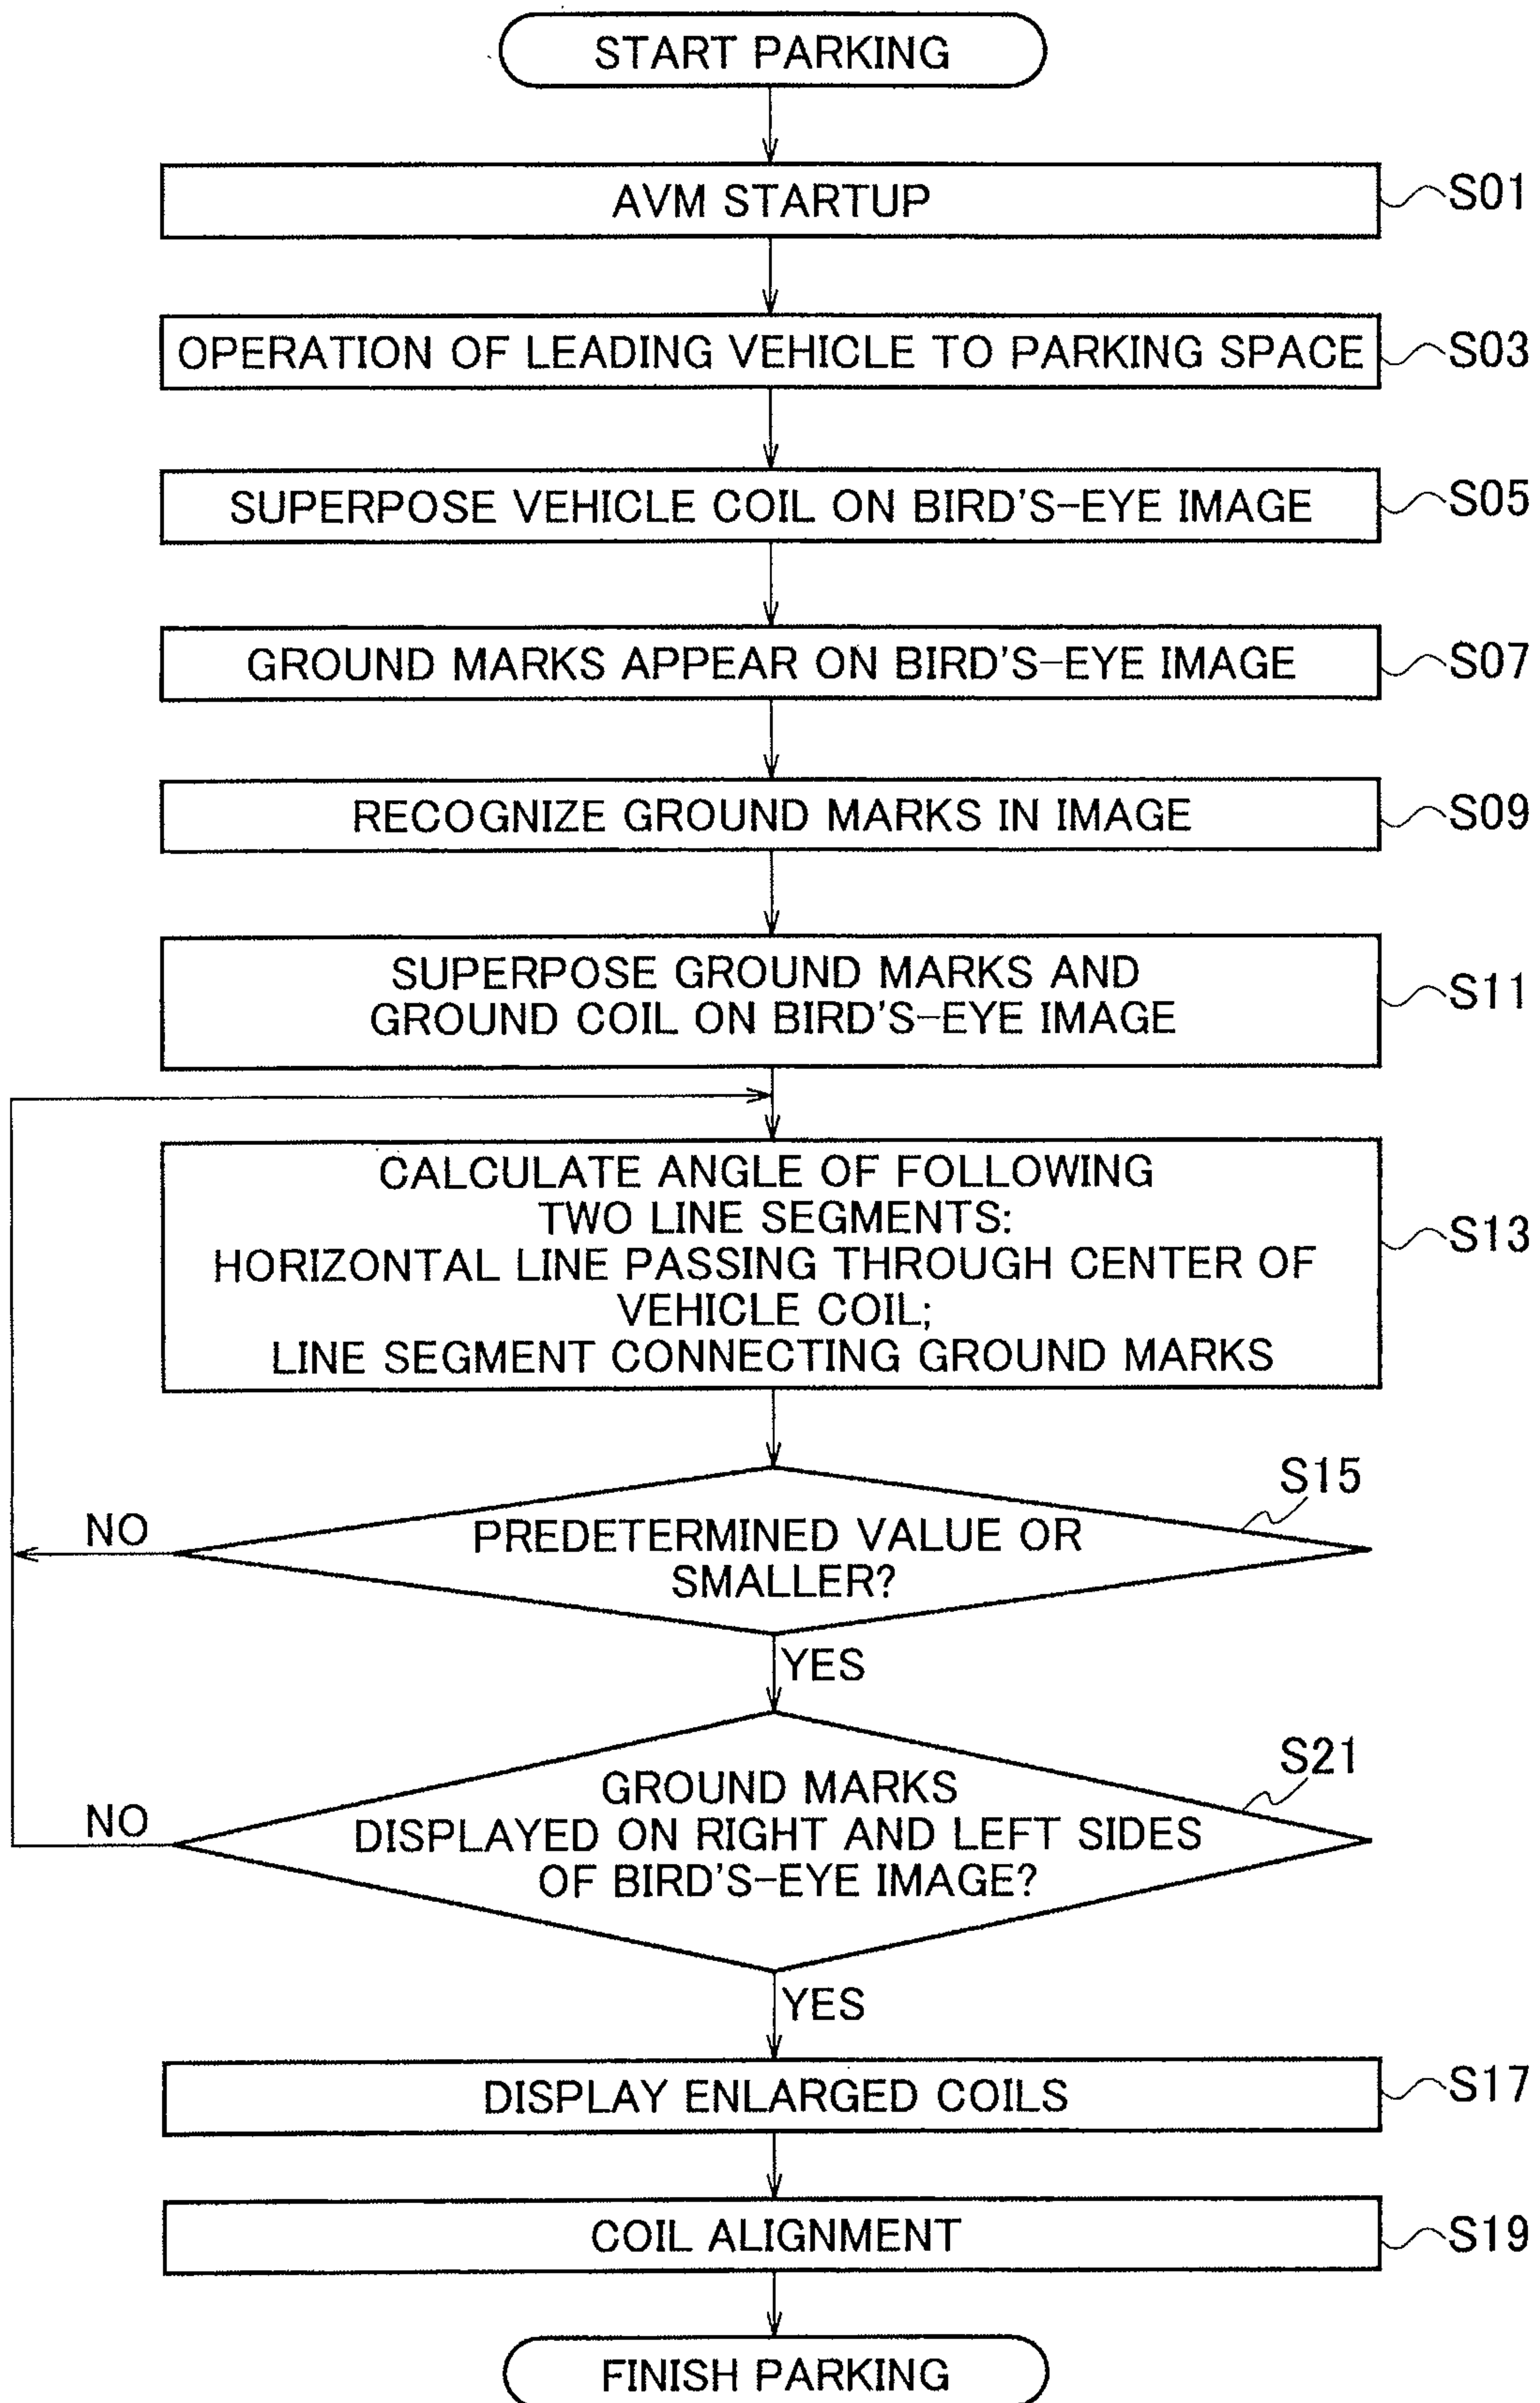 START PARKING
AVM STARTUP
S01
OPERATION OF LEADING VEHICLE TO PARKING SPACE
S03
SUPERPOSE VEHICLE COIL ON BIRD'S-EYE IMAGE
S05
GROUND MARKS APPEAR ON BIRD'S-EYE IMAGE
S07
RECOGNIZE GROUND MARKS IN IMAGE
S09
SUPERPOSE GROUND MARKS AND
GROUND COIL ON BIRD'S-EYE IMAGE
S11
CALCULATE ANGLE OF FOLLOWING
TWO LINE SEGMENTS:
HORIZONTAL LINE PASSING THROUGH CENTER OF
VEHICLE COIL;
LINE SEGMENT CONNECTING GROUND MARKS
S13
S15
NO
PREDETERMINED VALUE OR
SMALLER?
YES
S21
NO
GROUND MARKS
DISPLAYED ON RIGHT AND LEFT SIDES
OF BIRD'S-EYE IMAGE?
YES
DISPLAY ENLARGED COILS
S17
COIL ALIGNMENT
S19
FINISH PARKING